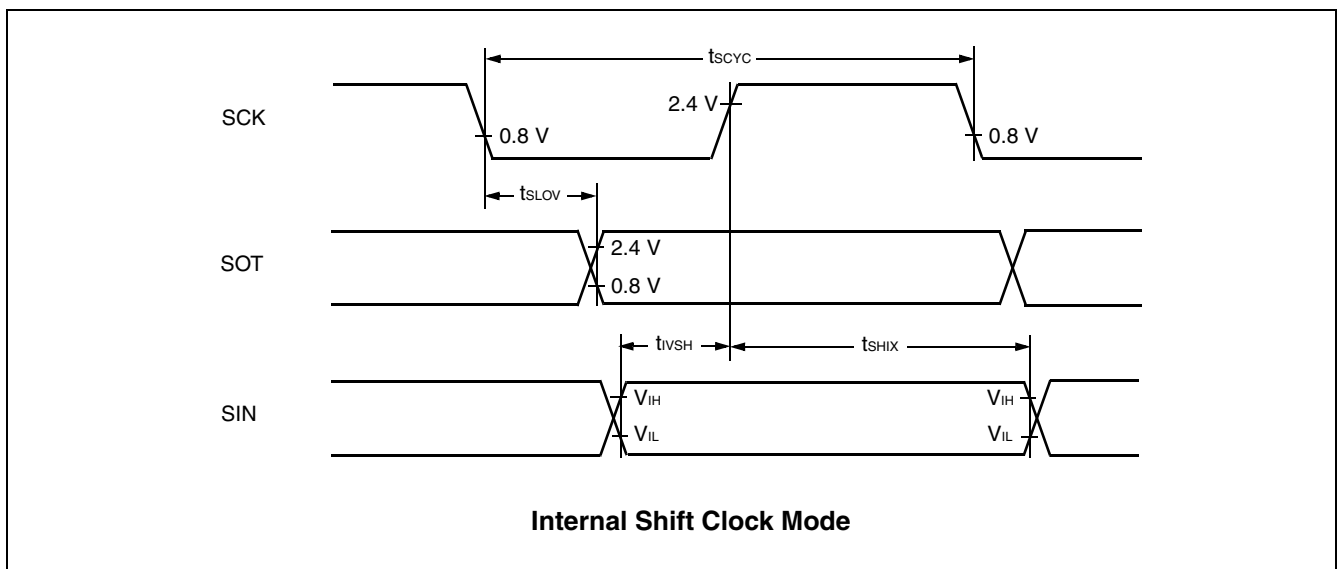 tSCYC
SCK
2.4 V
0.8 V
0.8 V
tSLOV
SOT
2.4 V
0.8 V
tIVSH
tSHIX
SIN
VIH
VIH
VIL
VIL
Internal Shift Clock Mode